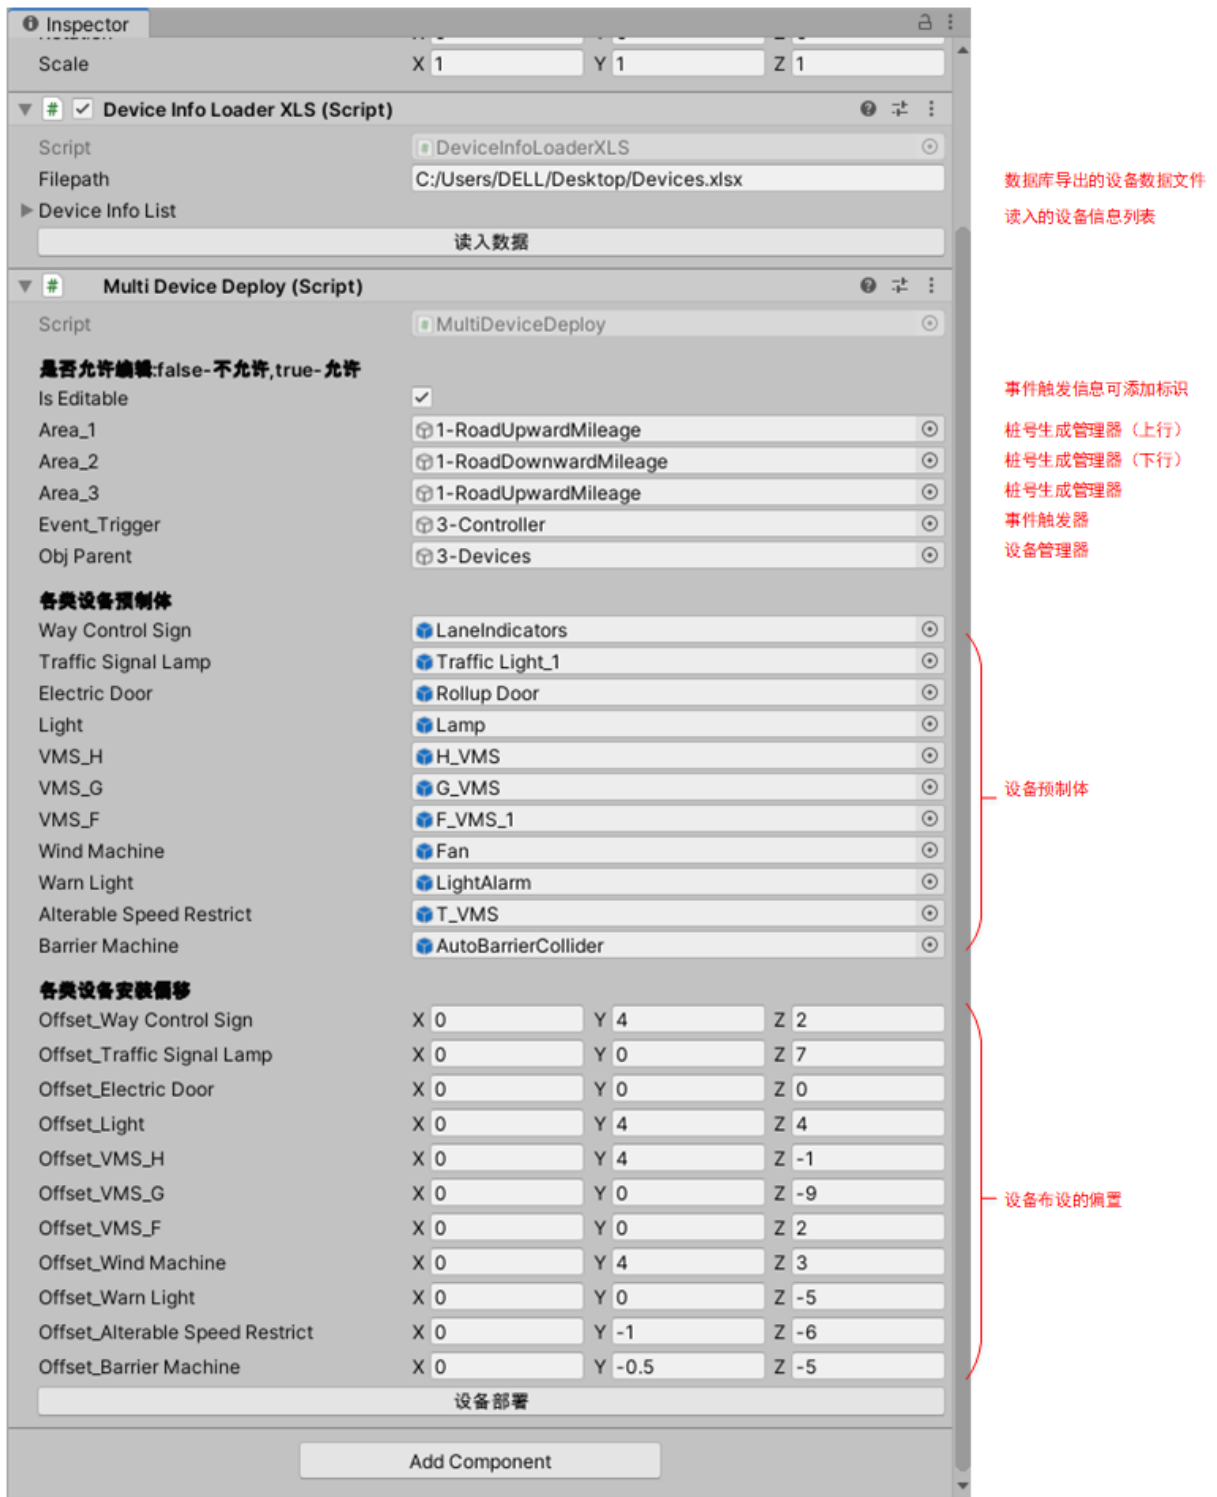 Inspector
Scale X 1 Y 1 Z 1
Device Info Loader XLS (Script)
Script DeviceInfoLoaderXLS
Filepath C:/Users/DELL/Desktop/Devices.xlsx 数据库导出的设备数据文件
Device Info List 读入的设备信息列表
读入数据
Multi Device Deploy (Script)
Script MultiDeviceDeploy
是否允许编辑:false-不允许,true-允许
Is Editable 事件触发信息可添加标识
Area_1 1-RoadUpwardMileage 桩号生成管理器（上行）
Area_2 1-RoadDownwardMileage 桩号生成管理器（下行）
Area_3 1-RoadUpwardMileage 桩号生成管理器
Event_Trigger 3-Controller 事件触发器
Obj Parent 3-Devices 设备管理器
各类设备预制体
Way Control Sign LaneIndicators
Traffic Signal Lamp Traffic Light_1
Electric Door Rollup Door
Light Lamp
VMS_H H_VMS
VMS_G G_VMS 设备预制体
VMS_F F_VMS_1
Wind Machine Fan
Warn Light LightAlarm
Alterable Speed Restrict T_VMS
Barrier Machine AutoBarrierCollider
各类设备安装偏移
Offset_Way Control Sign X 0 Y 4 Z 2
Offset_Traffic Signal Lamp X 0 Y 0 Z 7
Offset_Electric Door X 0 Y 0 Z 0
Offset_Light X 0 Y 4 Z 4
Offset_VMS_H X 0 Y 4 Z -1
Offset_VMS_G X 0 Y 0 Z -9 设备布设的偏置
Offset_VMS_F X 0 Y 0 Z 2
Offset_Wind Machine X 0 Y 4 Z 3
Offset_Warn Light X 0 Y 0 Z -5
Offset_Alterable Speed Restrict X 0 Y -1 Z -6
Offset_Barrier Machine X 0 Y -0.5 Z -5
设备部署
Add Component